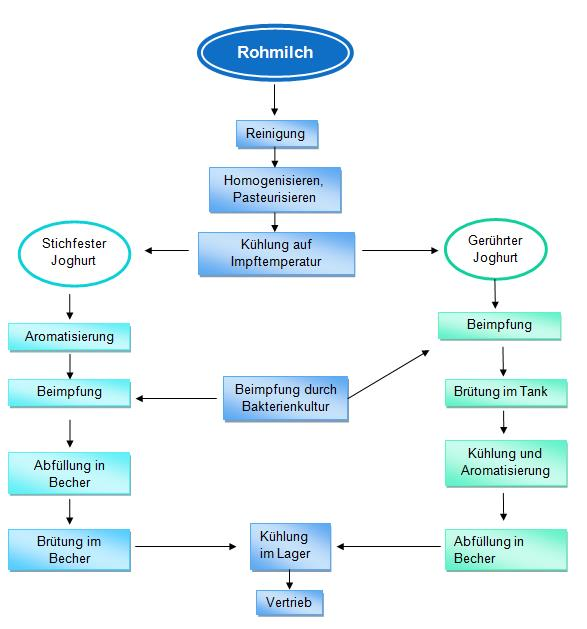 Rohmilch
Reinigung
Homogenisieren,
Pasteurisieren
Kühlung auf
Impftemperatur
Stichfester
Joghurt
Aromatisierung
Beimpfung
Abfüllung in
Becher
Brütung im
Becher
Gerührter
Joghurt
Beimpfung
Brütung im Tank
Kühlung und
Aromatisierung
Abfüllung in
Becher
Beimpfung durch
Bakterienkultur
Kühlung
im Lager
Vertrieb